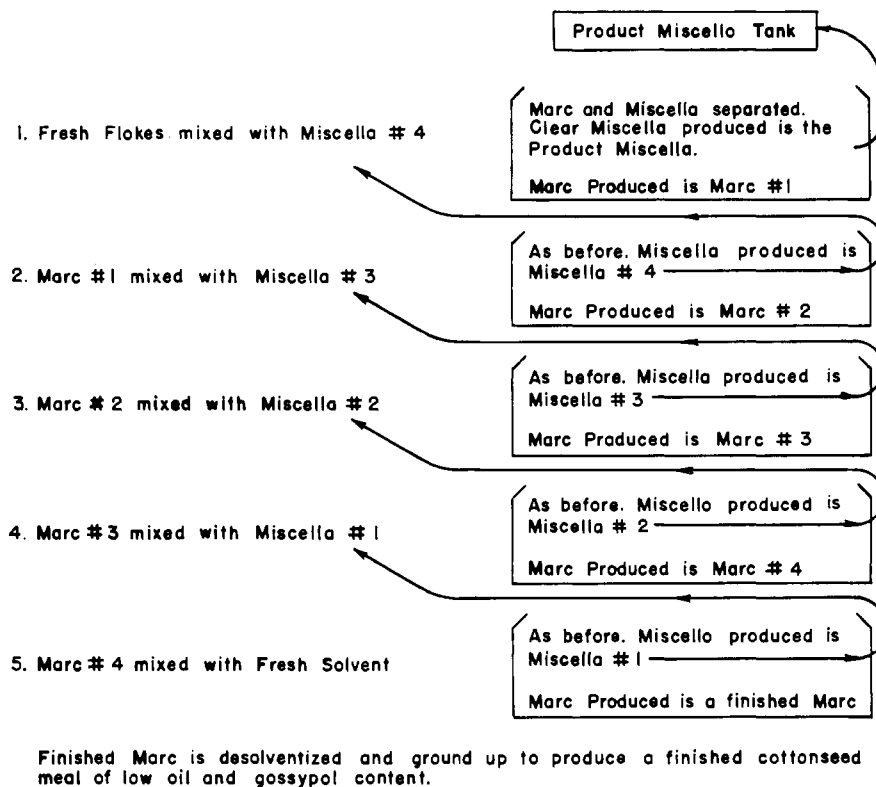 Product Miscello Tank
1. Fresh Flokes mixed with Miscella # 4
Marc and Miscella separated.
Clear Miscella produced is the
Product Miscella.
Marc Produced is Marc #1
2. Marc #1 mixed with Miscella # 3
As before. Miscella produced is
Miscella # 4
Marc Produced is Marc # 2
3. Marc # 2 mixed with Miscella # 2
As before. Miscella produced is
Miscella # 3
Marc Produced is Marc # 3
4. Marc # 3 mixed with Miscella # 1
As before. Miscello produced is
Miscella # 2
Marc Produced is Marc # 4
5. Marc # 4 mixed with Fresh Solvent
As before. Miscello produced is
Miscella # 1
Marc Produced is a finished Marc
Finished Marc is desolventized and ground up to produce a finished cottonseed
meal of low oil and gossypol content.